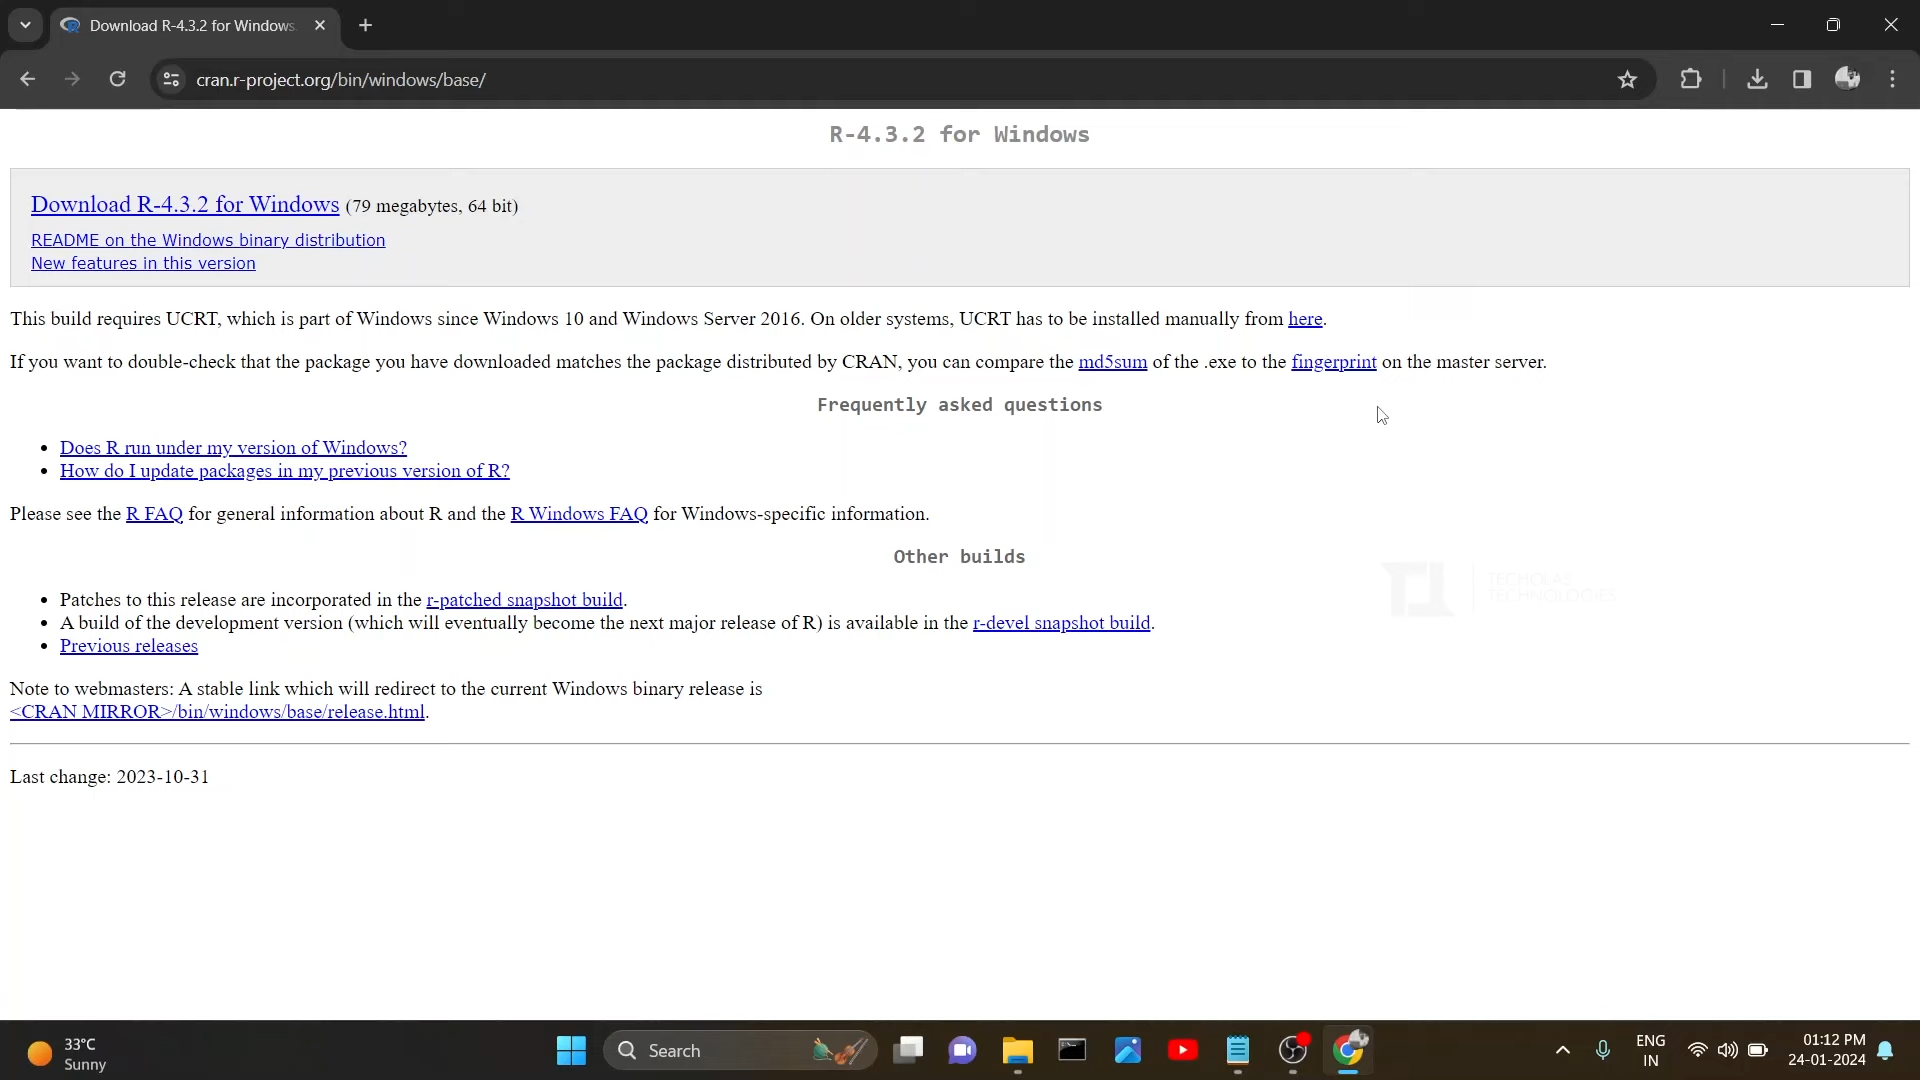 Download R-4.3.2 for Windows.
cran.r-project.org/bin/windows/base/
R-4.3.2 for Windows
Download R-4.3.2 for Windows (79 megabytes, 64 bit)
README on the Windows binary distribution
New features in this version
This build requires UCRT, which is part of Windows since Windows 10 and Windows Server 2016. On older systems, UCRT has to be installed manually from here.
If you want to double-check that the package you have downloaded matches the package distributed by CRAN, you can compare the md5sum of the .exe to the fingerprint on the master server.
Frequently asked questions
• Does R run under my version of Windows?
• How do I update packages in my previous version of R?
Please see the R FAQ for general information about R and the R Windows FAQ for Windows-specific information.
Other builds
• Patches to this release are incorporated in the r-patched snapshot build.
• A build of the development version (which will eventually become the next major release of R) is available in the r-devel snapshot build.
• Previous releases
TECHOLAS
TECHNOLOGIES
Note to webmasters: A stable link which will redirect to the current Windows binary release is
<CRAN MIRROR>/bin/windows/base/release.html.
Last change: 2023-10-31
33°C
Sunny
Search
ENG
IN
01:12 PM
24-01-2024